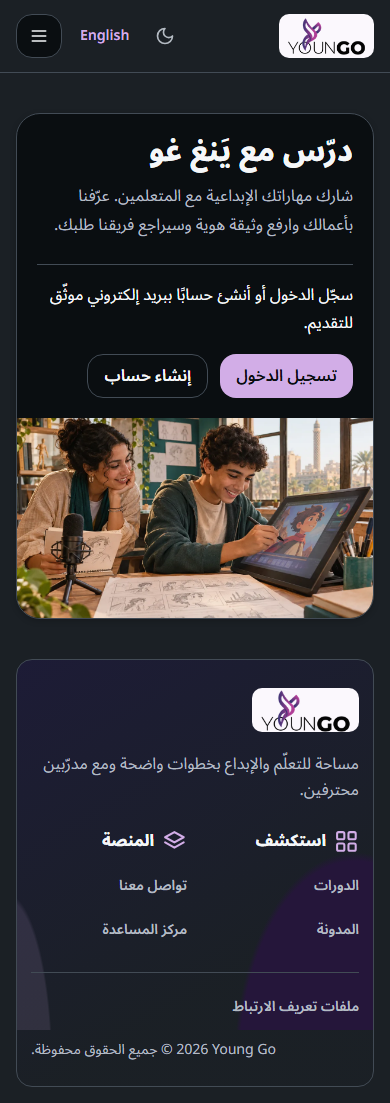 English
YOUNGO
درّس مع يَنغ غو
شارك مهاراتك الإبداعية مع المتعلمين. عرّفنا
بأعمالك وارفع وثيقة هوية وسيراجع فريقنا طلبك.
سجّل الدخول أو أنشئ حسابًا ببريد إلكتروني موثّق
للتقديم.
تسجيل الدخول
إنشاء حساب
YOUNGO
مساحة للتعلّم والإبداع بخطوات واضحة ومع مدرّبين
محترفين.
استكشف
المنصة
الدورات
تواصل معنا
المدونة
مركز المساعدة
ملفات تعريف الارتباط
© 2026 Young Go جميع الحقوق محفوظة.